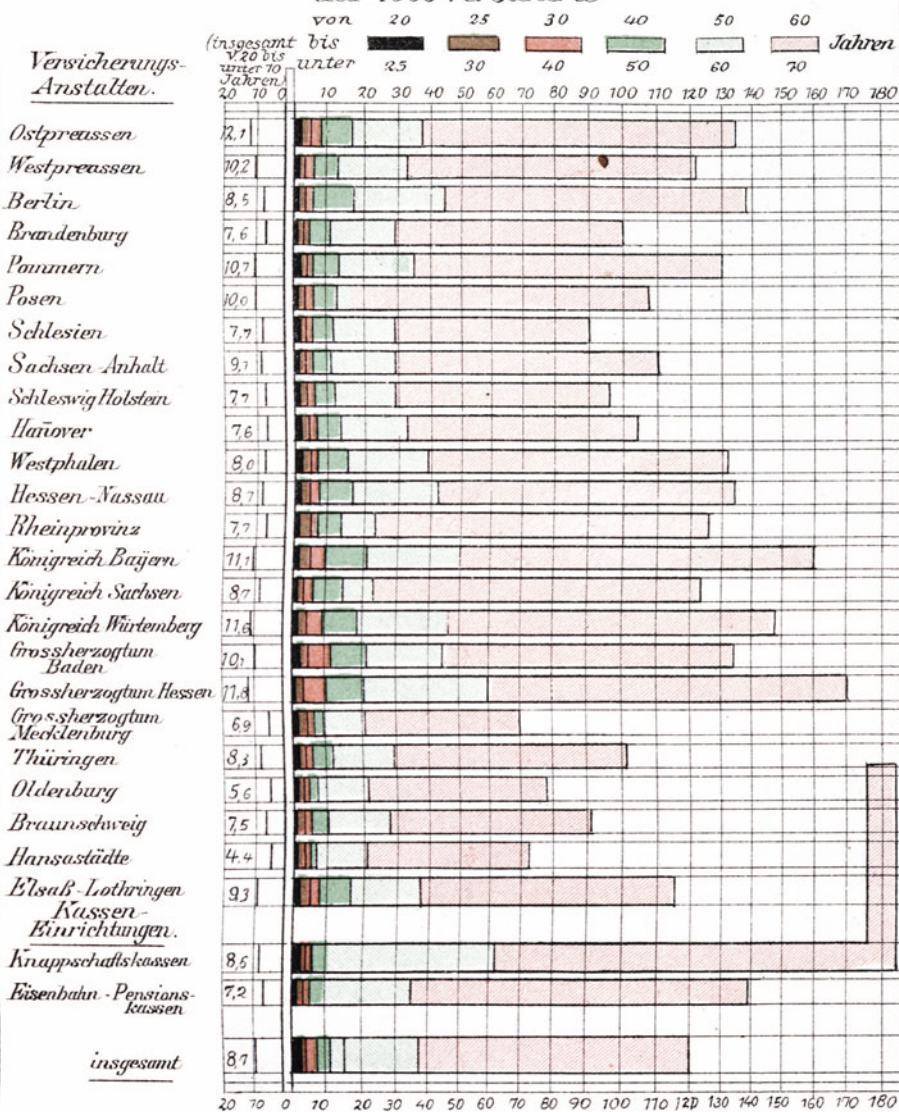 von 20 25 30 40 50 60
(insgesamt bis Jahren
v. 20 bis unter 25 30 40 50 60 70
unter 70
Jahren)
Versicherungs-
Anstalten.
20 10 0 10 20 30 40 50 60 70 80 90 100 110 120 130 140 150 160 170 180
Ostpreussen 12,1
Westpreussen 10,2
Berlin 8,5
Brandenburg 7,6
Pommern 10,7
Posen 10,0
Schlesien 7,7
Sachsen-Anhalt 9,1
Schleswig Holstein 7,7
Hañover 7,6
Westphalen 8,0
Hessen-Nassau 8,7
Rheinprovinz 7,7
Königreich Baÿern 11,1
Königreich Sachsen 8,7
Königreich Würtemberg 11,6
Grossherzogtum
Baden 10,1
Grossherzogtum Hessen 11,8
Grossherzogtum
Mecklenburg 6,9
Thüringen 8,3
Oldenburg 5,6
Braunschweig 7,5
Hansastädte 4.4
Elsaß-Lothringen 9,3
Kassen-
Einrichtungen.
Knappschaftskassen 8,6
Eisenbahn-Pensions-
kassen 7,2
insgesamt 8,7
20 10 0 10 20 30 40 50 60 70 80 90 100 110 120 130 140 150 160 170 180